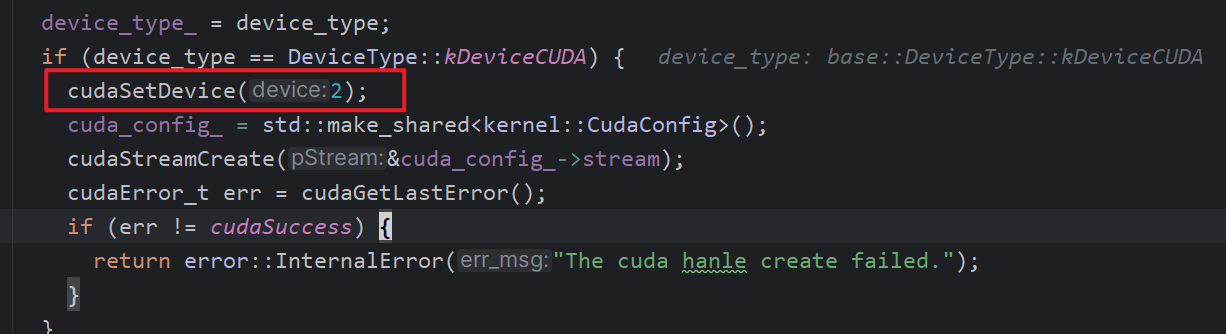 device_type_ = device_type;
if (device_type == DeviceType::kDeviceCUDA) { device_type: base::DeviceType::kDeviceCUDA
cudaSetDevice( device: 2);
cuda_config_ = std::make_shared<kernel::CudaConfig>();
cudaStreamCreate( pStream: &cuda_config_->stream);
cudaError_t err = cudaGetLastError();
if (err != cudaSuccess) {
return error::InternalError( err_msg: "The cuda hanle create failed.");
}
}